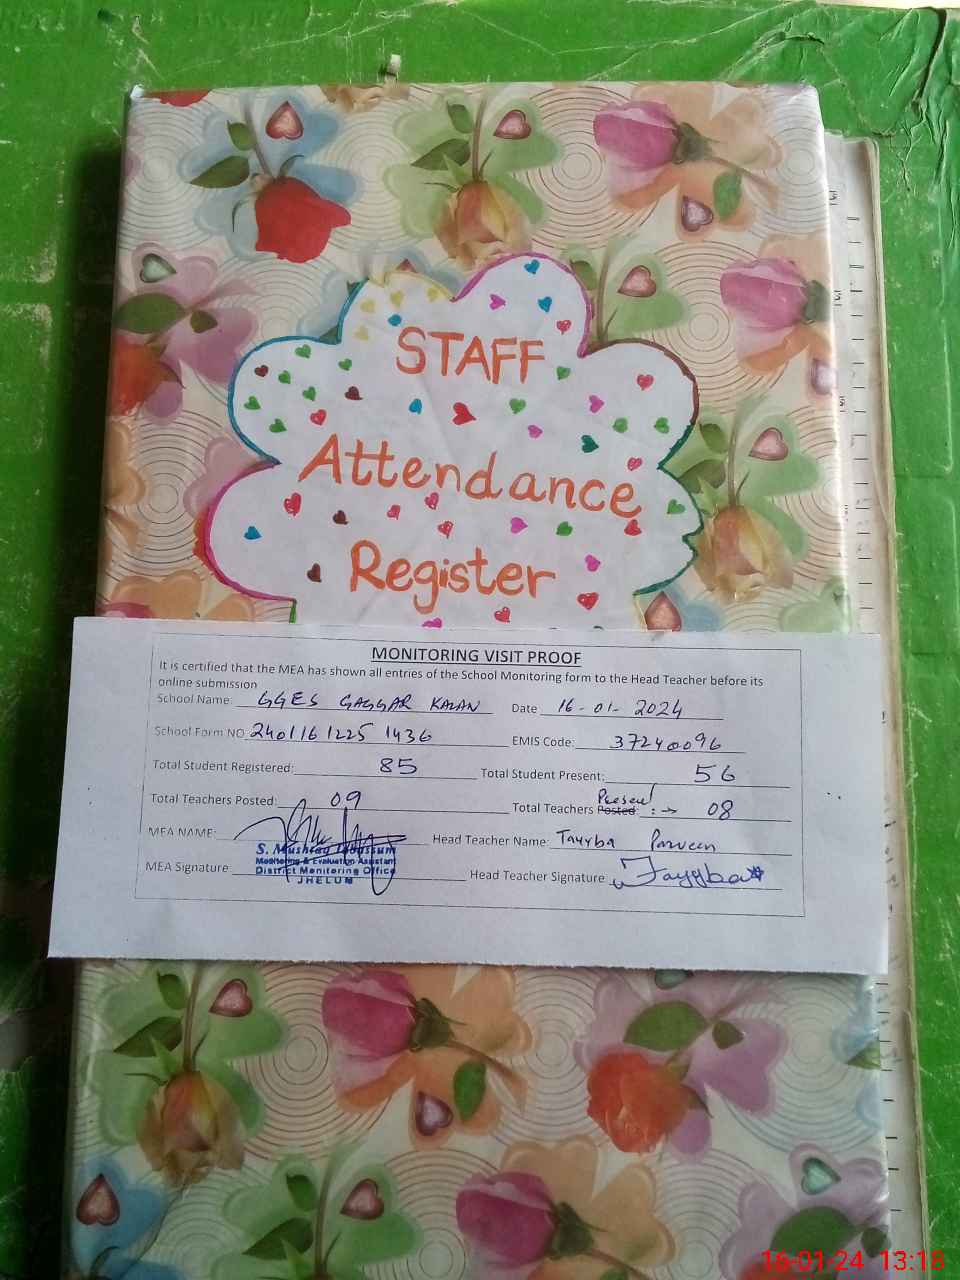 STAFF
Attendance
Register
MONITORING VISIT PROOF
It is certified that the MEA has shown all entries of the School Monitoring form to the Head Teacher before its
online submission
School Name: GGES GAGGAR KALAN Date 16-01-2024
School Form NO 2401161225 1436 EMIS Code: 37240096
Total Student Registered: 85 Total Student Present: 56
Present
Total Teachers Posted: 09 Total Teachers Posted :→ 08
MEA NAME: Head Teacher Name: Tayyba Parveen
S. Mushtaq Tabassum
Monitoring & Evaluation Assistant
MEA Signature District Monitoring Office Head Teacher Signature Tayyba
JHELUM
16-01-24 13:18